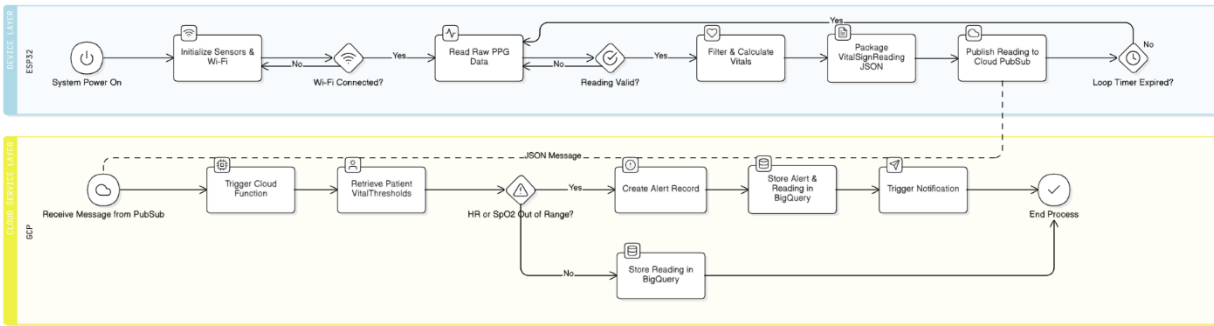 DEVICE LAYER
ESP32
System Power On
Initialize Sensors &
Wi-Fi
No
Wi-Fi Connected?
Yes
Read Raw PPG
Data
No
Reading Valid?
Yes
Filter & Calculate
Vitals
Package
VitalSignReading
JSON
Publish Reading to
Cloud PubSub
Yes
No
Loop Timer Expired?
CLOUD SERVICE LAYER
GCP
JSON Message
Receive Message from PubSub
Trigger Cloud
Function
Retrieve Patient
VitalThresholds
HR or SpO2 Out of Range?
Yes
Create Alert Record
Store Alert &
Reading in
BigQuery
Trigger Notification
End Process
No
Store Reading in
BigQuery